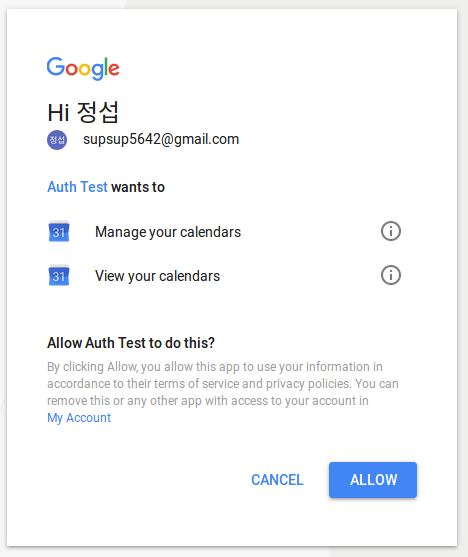 Google
Hi 정섭
정섭 supsup5642@gmail.com
Auth Test wants to
31 Manage your calendars
31 View your calendars
Allow Auth Test to do this?
By clicking Allow, you allow this app to use your information in
accordance to their terms of service and privacy policies. You can
remove this or any other app with access to your account in
My Account
CANCEL ALLOW